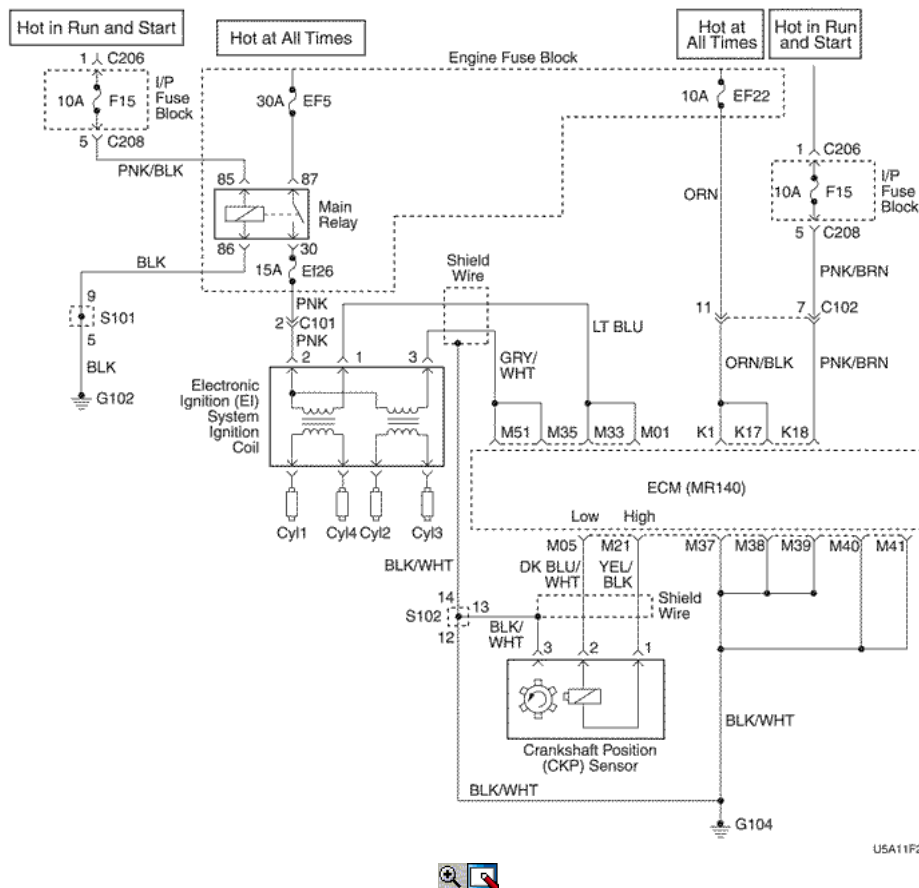 Hot in Run and Start
Hot at All Times
Hot at
All Times
Hot in Run
and Start
1
C206
Engine Fuse Block
10A
F15
I/P
Fuse
Block
30A
EF5
10A
EF22
5
C208
PNK/BLK
1
C206
85
87
ORN
10A
F15
I/P
Fuse
Block
Main
Relay
86
30
5
C208
BLK
15A
Ef26
Shield
Wire
PNK/BRN
9
S101
PNK
2
C101
PNK
LT BLU
11
7
C102
5
BLK
2
1
3
GRY/
WHT
ORN/BLK
PNK/BRN
G102
Electronic
Ignition (EI)
System
Ignition
Coil
M51
M35
M33
M01
K1
K17
K18
ECM (MR140)
Low
High
Cyl1
Cyl4
Cyl2
Cyl3
M05
M21
M37
M38
M39
M40
M41
BLK/WHT
DK BLU/
WHT
YEL/
BLK
14
13
S102
12
BLK/
WHT
Shield
Wire
3
2
1
BLK/WHT
Crankshaft Position
(CKP) Sensor
BLK/WHT
G104
U5A11F2